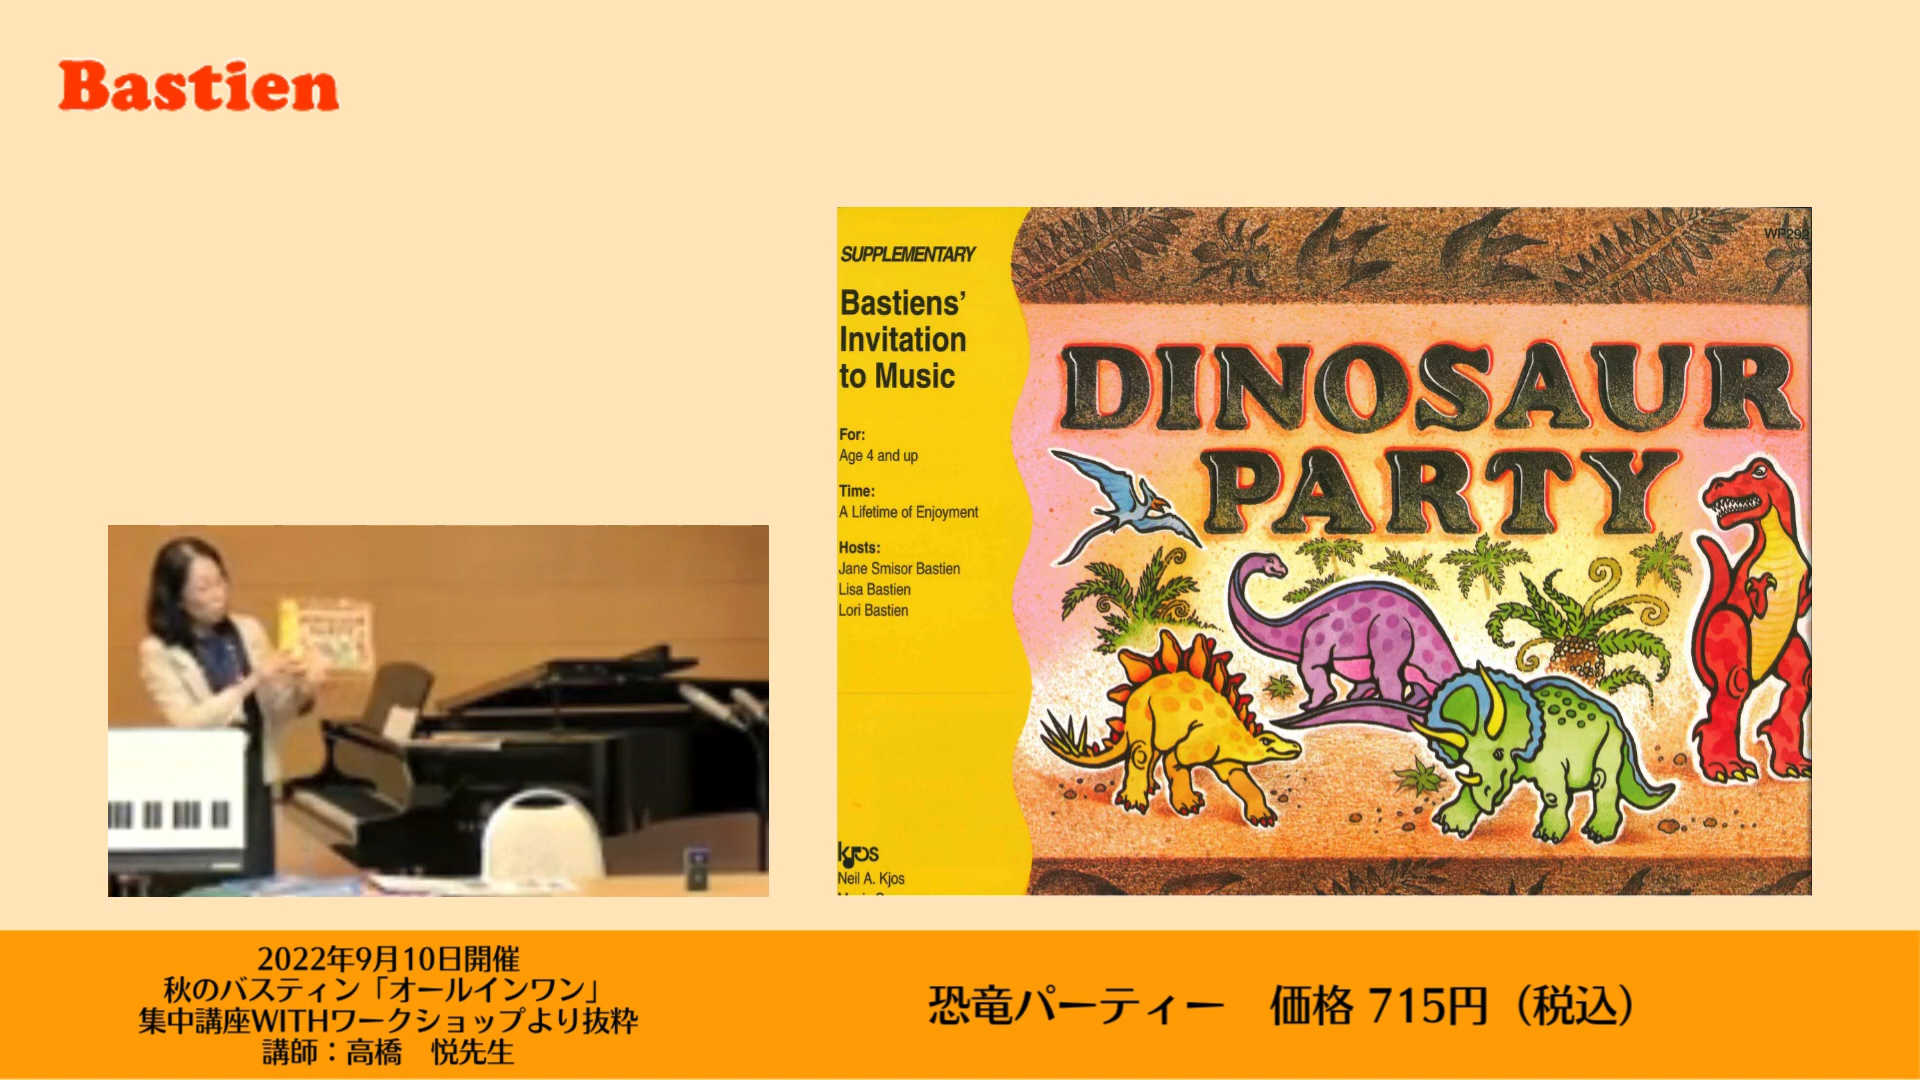 Bastien
SUPPLEMENTARY
Bastiens’
Invitation
to Music
For:
Age 4 and up
Time:
A Lifetime of Enjoyment
Hosts:
Jane Smisor Bastien
Lisa Bastien
Lori Bastien
kjos
Neil A. Kjos
WP292
DINOSAUR
PARTY
2022年9月10日開催
秋のバスティン「オールインワン」
集中講座WITHワークショップより抜粋
講師：高橋　悦先生
恐竜パーティー　価格 715円（税込）